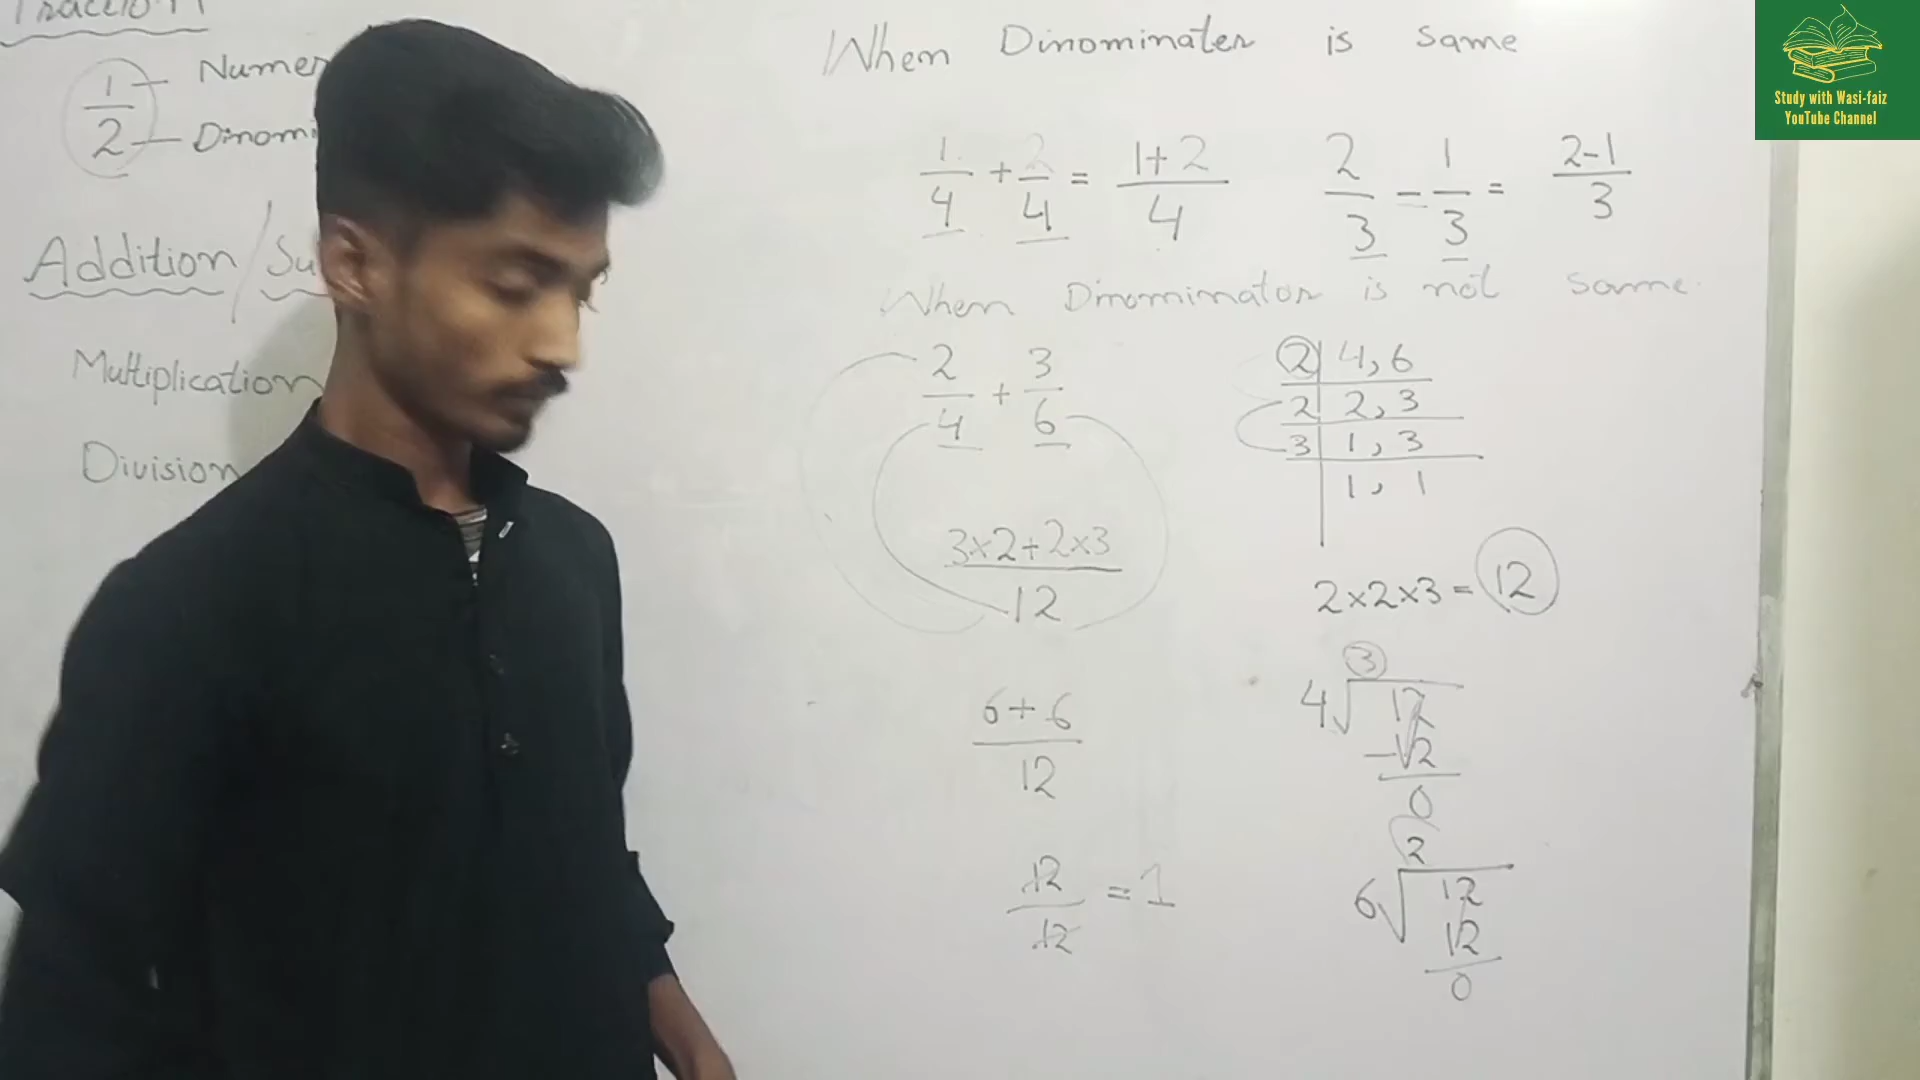 Fraction
1/2
Numer
Dinomi
Addition / Su
Multiplication
Division
When Dinominater is same
1/4 + 2/4 = 1+2/4
2/3 - 1/3 = 2-1/3
When Dinominator is not same.
2/4 + 3/6
3×2+2×3/12
6+6/12
12/12 = 1
2 | 4, 6
2 | 2, 3
3 | 1, 3
1, 1
2×2×3 = 12
3
4√12
-12
0
2
6√12
12
0
Study with Wasi-faiz
YouTube Channel